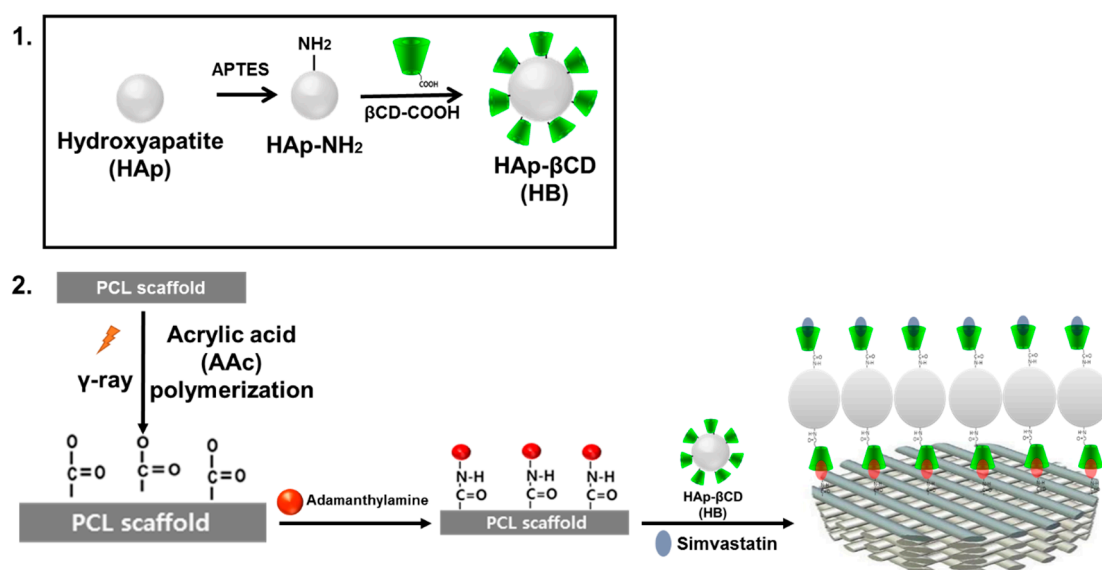 1.
NH2
APTES
COOH
βCD-COOH
Hydroxyapatite
(HAp)
HAp-NH2
HAp-βCD
(HB)
2.
PCL scaffold
γ-ray
Acrylic acid
(AAc)
polymerization
O O O
C=O C=O C=O
PCL scaffold
Adamanthylamine
N-H N-H N-H
C=O C=O C=O
PCL scaffold
HAp-βCD
(HB)
Simvastatin